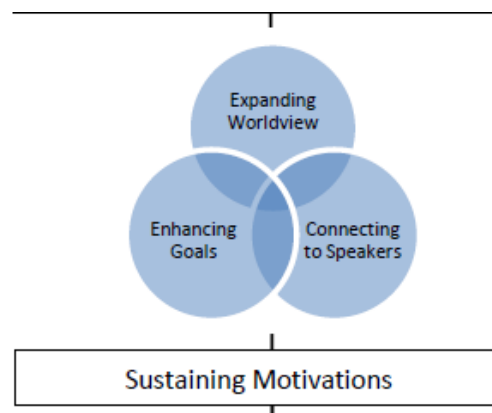 Expanding
Worldview
Enhancing
Goals
Connecting
to Speakers
Sustaining Motivations